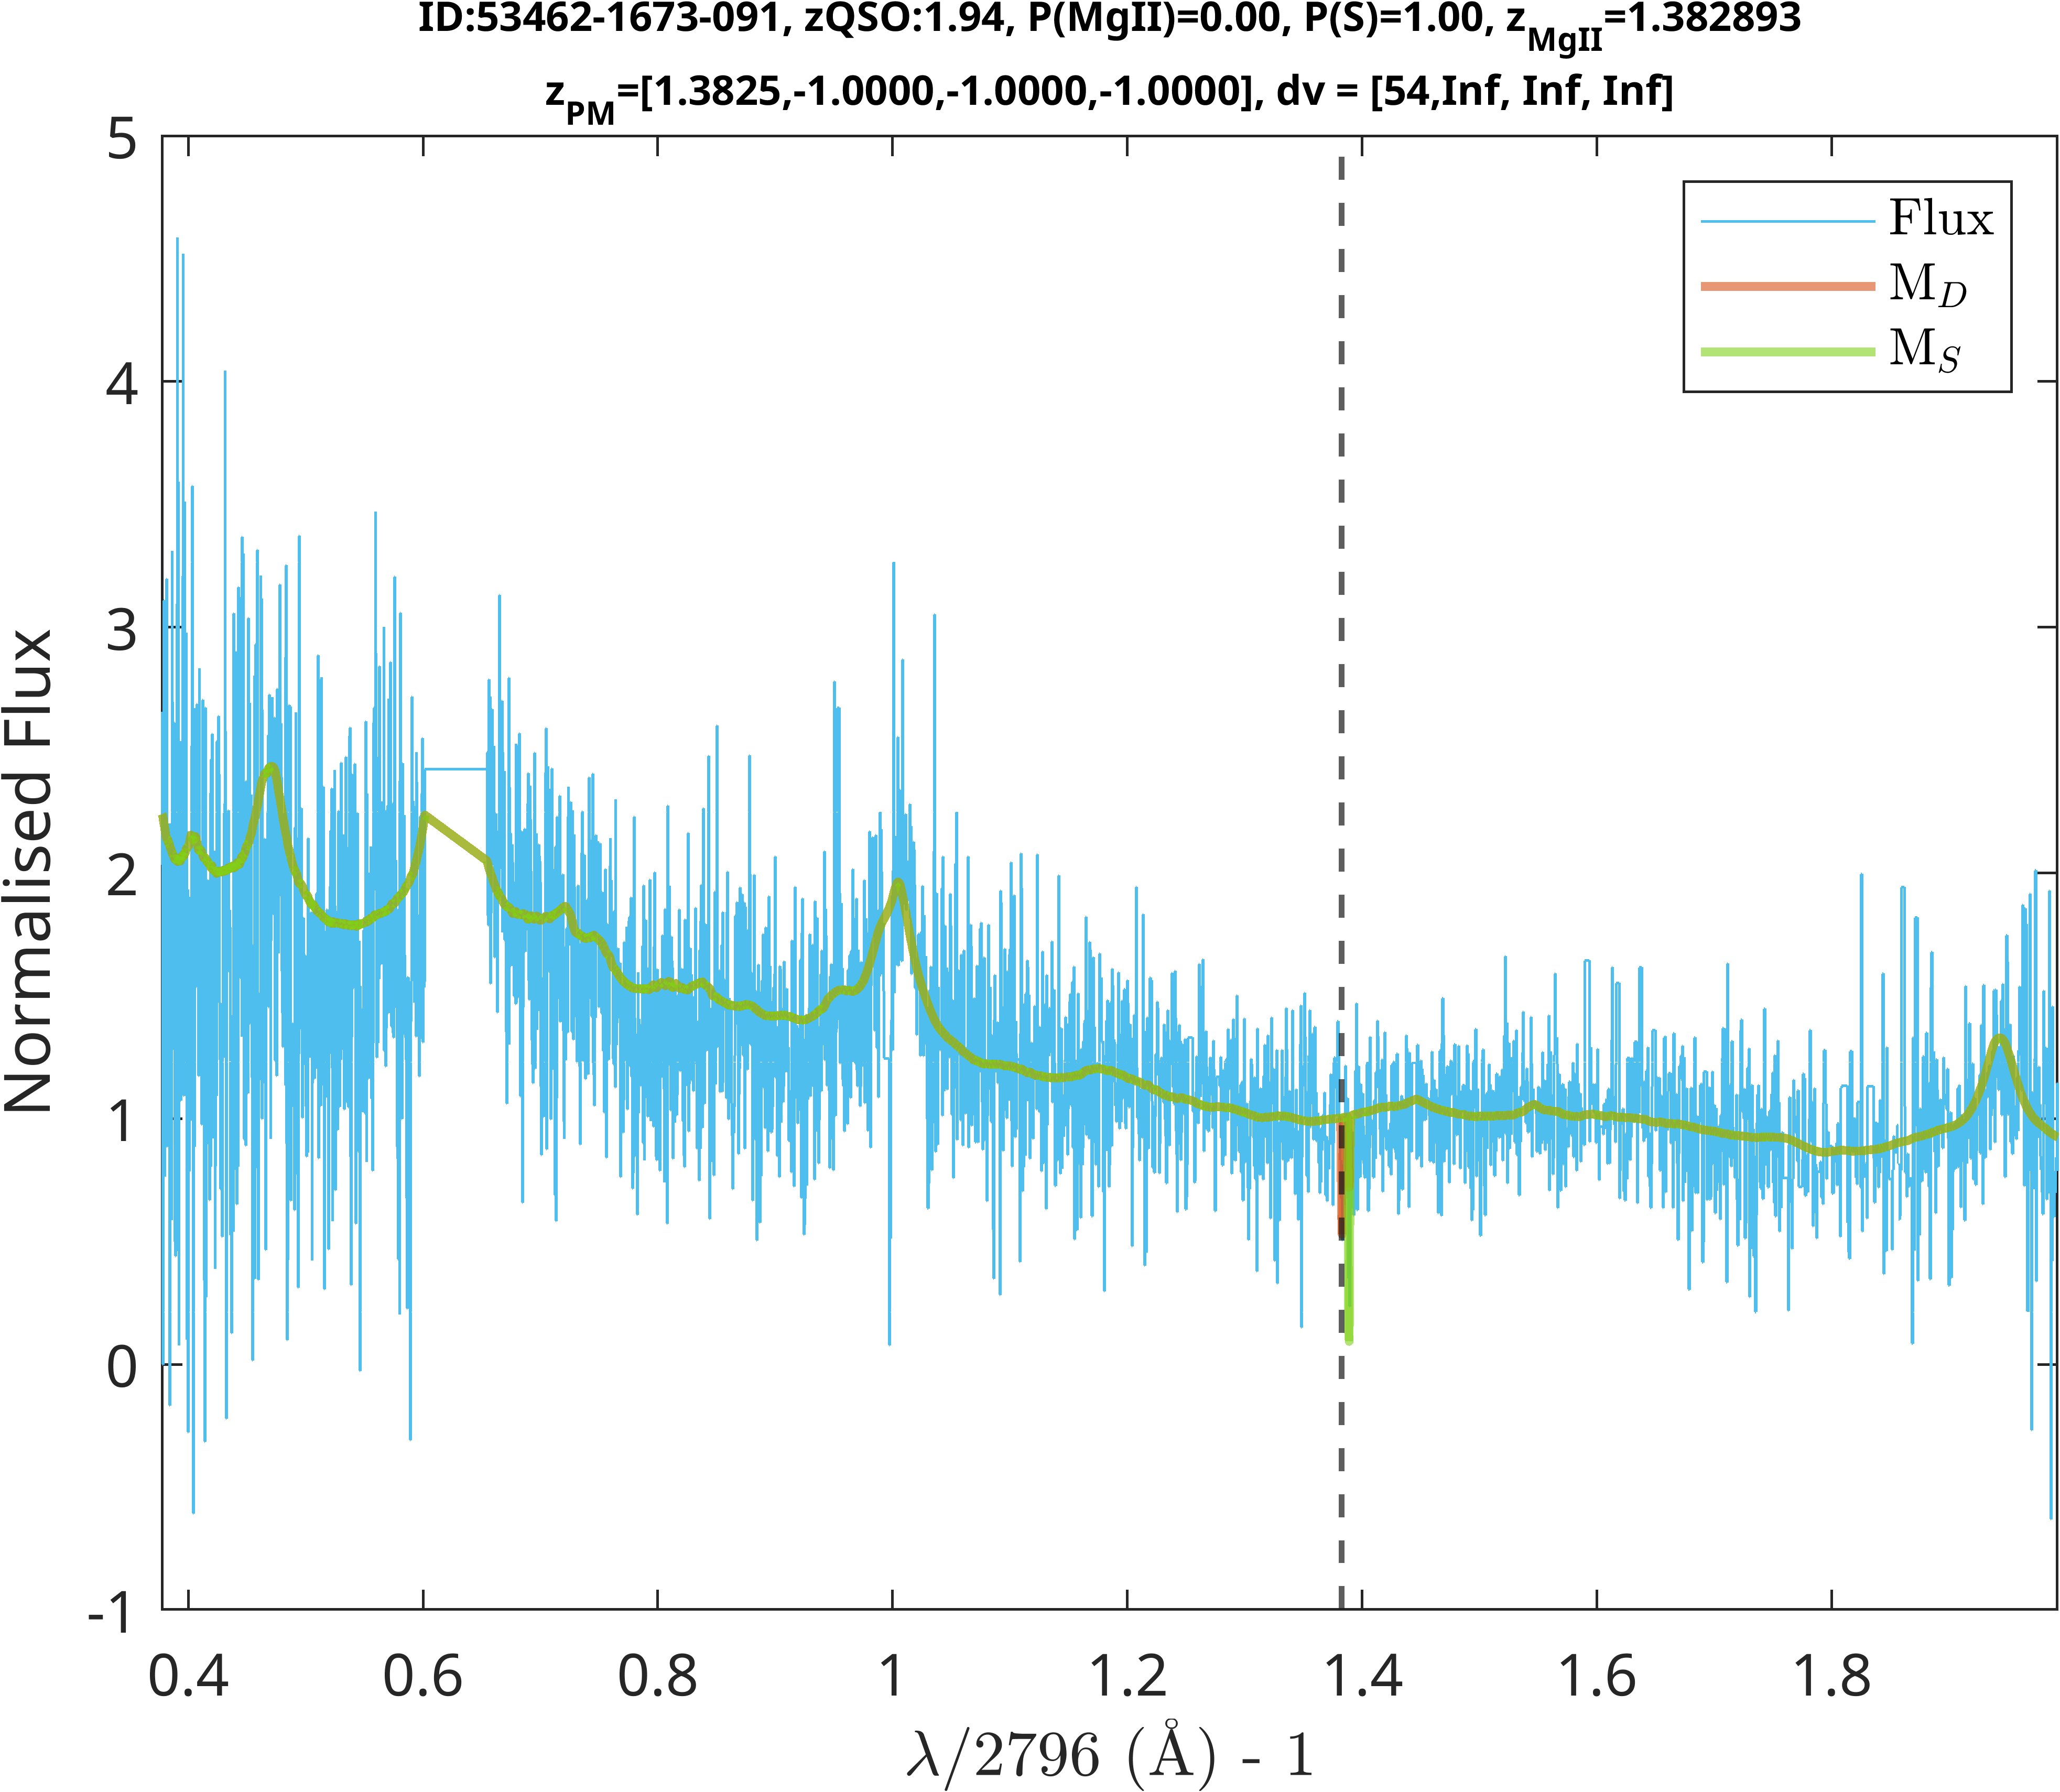 ID:53462-1673-091, zQSO:1.94, P(MgII)=0.00, P(S)=1.00, zMgII=1.382893
zPM=[1.3825,-1.0000,-1.0000,-1.0000], dv = [54,Inf, Inf, Inf]
5
4
3
2
1
0
-1
Normalised Flux
Flux
MD
MS
0.4 0.6 0.8 1 1.2 1.4 1.6 1.8
λ/2796 (Å) - 1